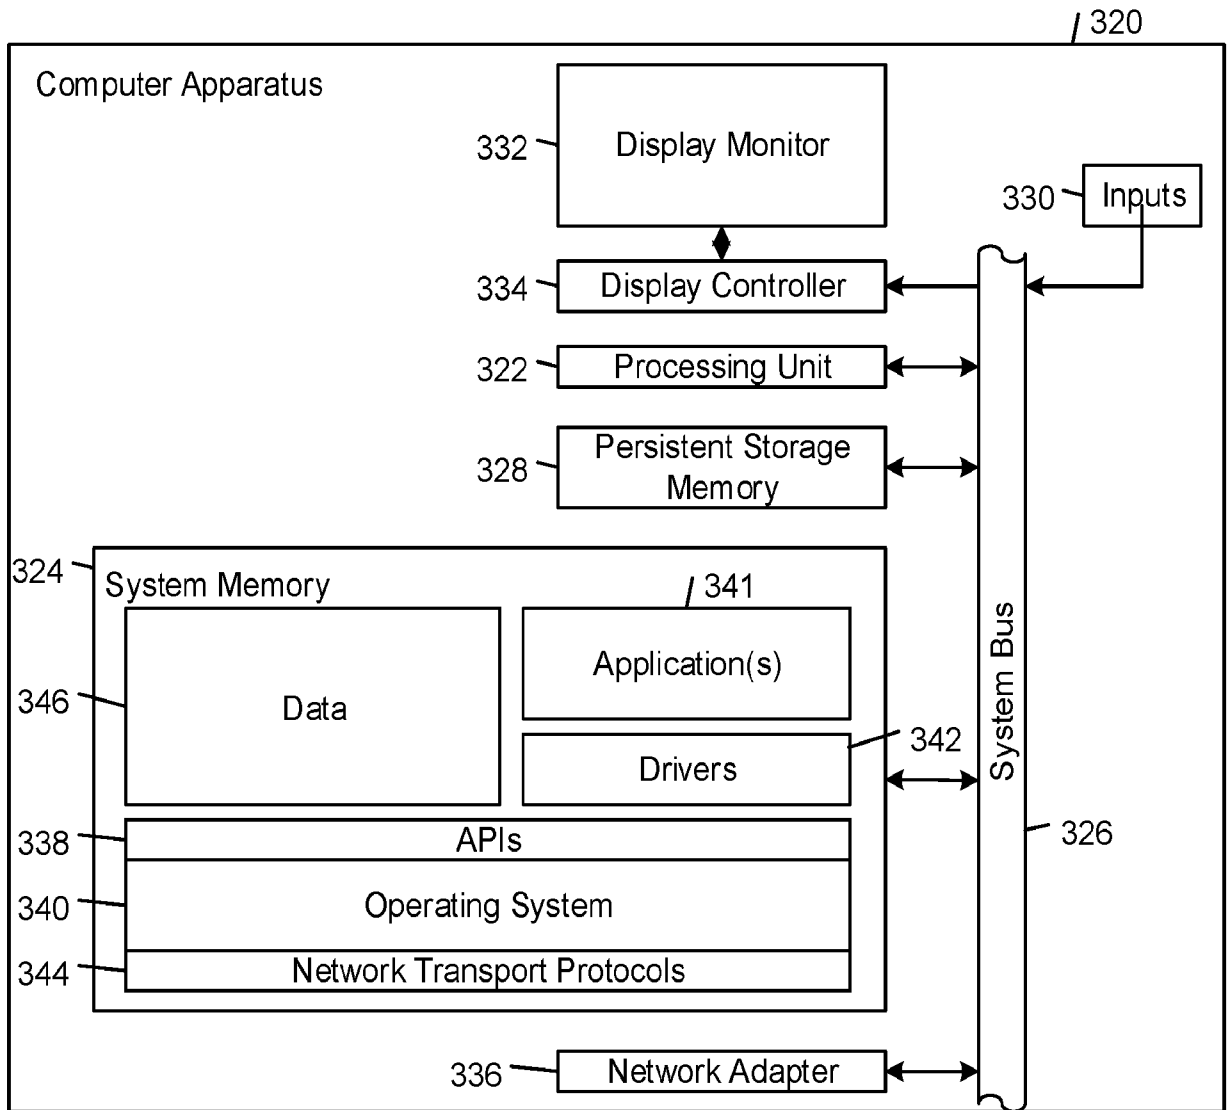 320
Computer Apparatus
332
Display Monitor
330
Inputs
334
Display Controller
322
Processing Unit
328
Persistent Storage
Memory
324
System Memory
341
Application(s)
346
Data
342
Drivers
System Bus
326
338
APIs
340
Operating System
344
Network Transport Protocols
336
Network Adapter